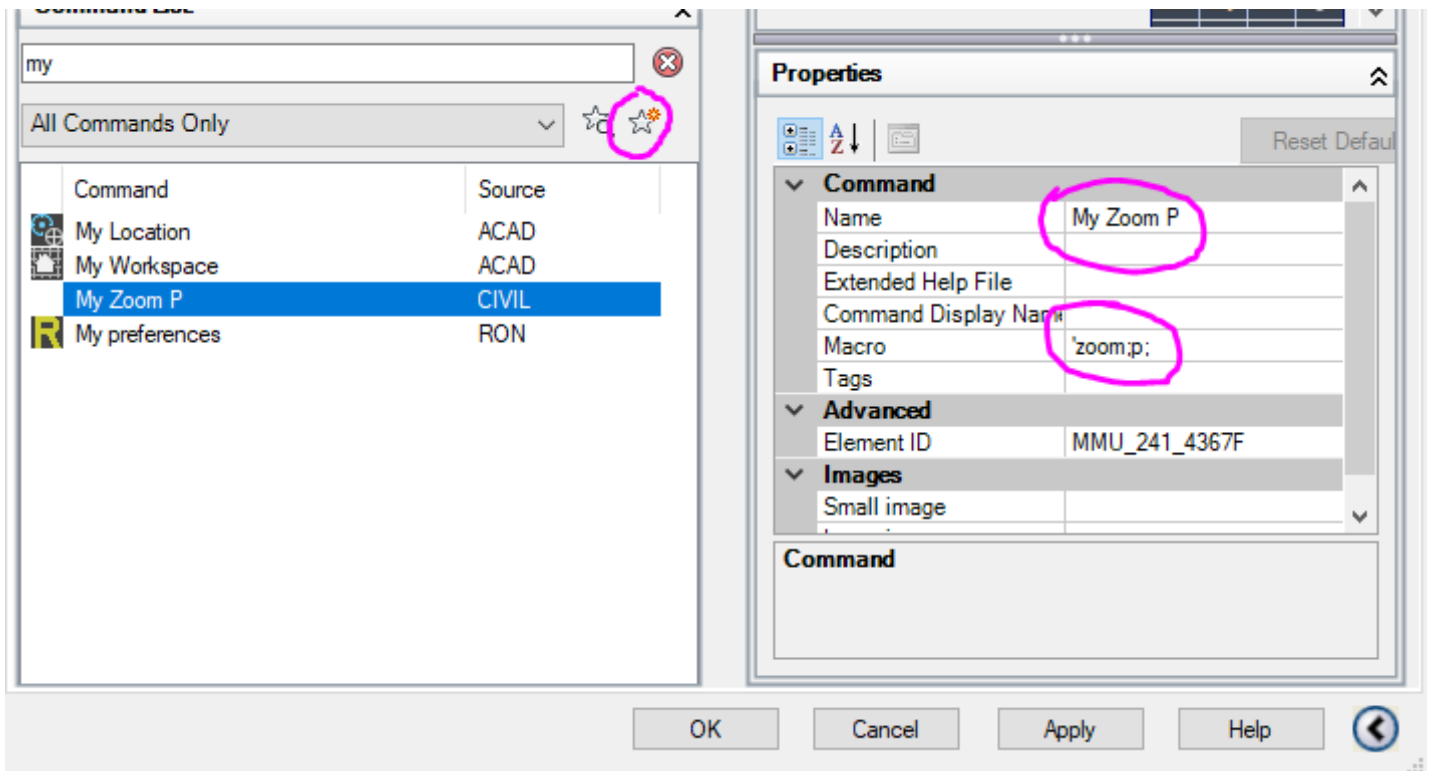 my
All Commands Only
Command Source
My Location ACAD
My Workspace ACAD
My Zoom P CIVIL
My preferences RON
Properties
Reset Defaul
Command
Name My Zoom P
Description
Extended Help File
Command Display Name
Macro 'zoom;p;
Tags
Advanced
Element ID MMU_241_4367F
Images
Small image
Command
OK Cancel Apply Help